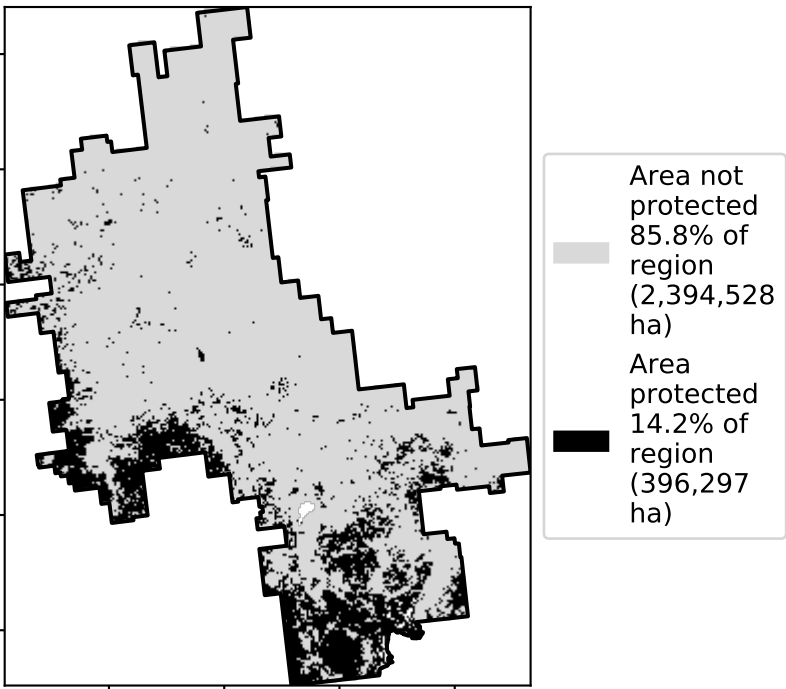 Area not
protected
85.8% of
region
(2,394,528
ha)
Area
protected
14.2% of
region
(396,297
ha)